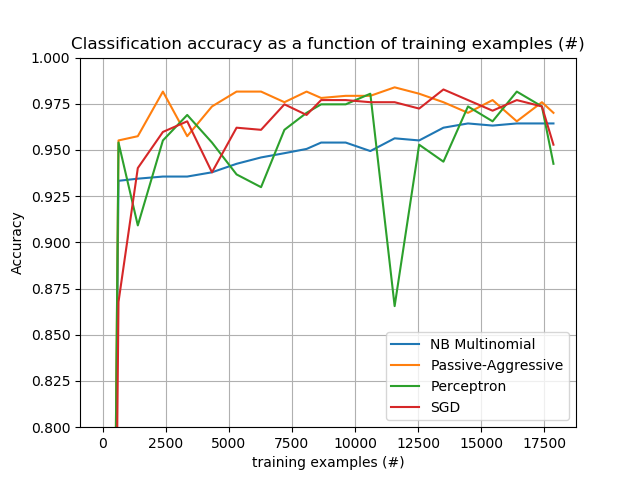 Classification accuracy as a function of training examples (#)
1.000
0.975
0.950
0.925
0.900
0.875
0.850
0.825
0.800
Accuracy
NB Multinomial
Passive-Aggressive
Perceptron
SGD
0 2500 5000 7500 10000 12500 15000 17500
training examples (#)